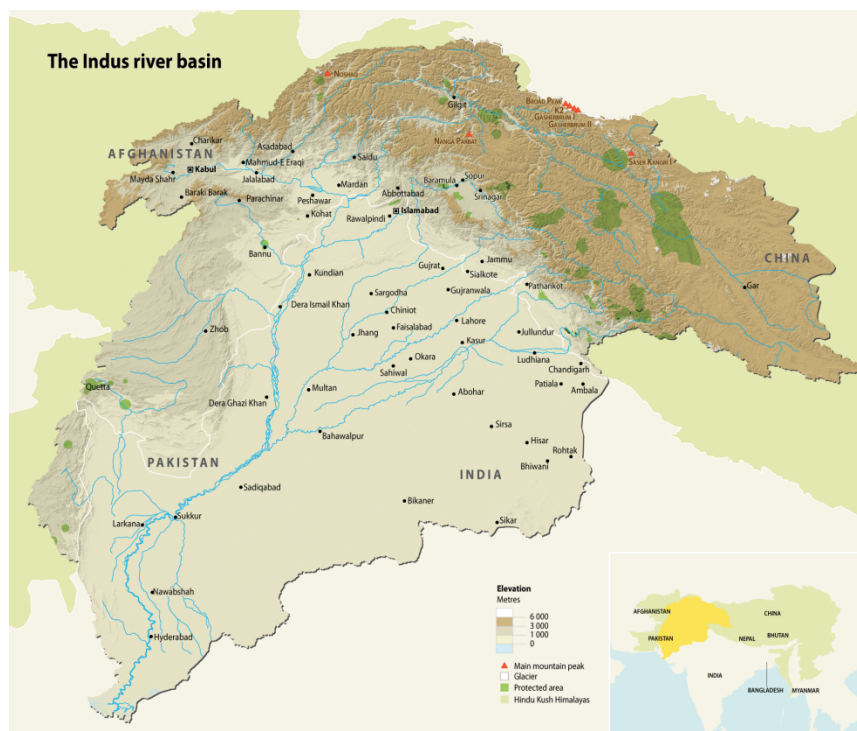 The Indus river basin
NOSHAQ
Gilgit
BROAD PEAK
K2
GASHERBRUM I
GASHERBRUM II
NANGA PARBAT
SASER KANGRI I
Charikar
AFGHANISTAN
Asadabad
Mahmud-E Eraqi
Saidu
Kabul
Mayda Shahr
Jalalabad
Mardan
Sopur
Baramula
Baraki Barak
Parachinar
Peshawar
Abbottabad
Srinagar
Kohat
Rawalpindi
Islamabad
Bannu
CHINA
Kundian
Gujrat
Jammu
Sialkote
Gar
Sargodha
Gujranwala
Pathankot
Dera Ismail Khan
Chiniot
Zhob
Jhang
Faisalabad
Lahore
Jullundur
Kasur
Okara
Sahiwal
Ludhiana
Chandigarh
Quetta
Multan
Patiala
Ambala
Dera Ghazi Khan
Abohar
Bahawalpur
Sirsa
Hisar
Rohtak
PAKISTAN
INDIA
Bhiwani
Sadiqabad
Bikaner
Larkana
Sukkur
Sikar
Nawabshah
Hyderabad
Elevation
Metres
6 000
3 000
1 000
0
Main mountain peak
Glacier
Protected area
Hindu Kush Himalayas
AFGHANISTAN
CHINA
PAKISTAN
NEPAL
BHUTAN
INDIA
BANGLADESH
MYANMAR